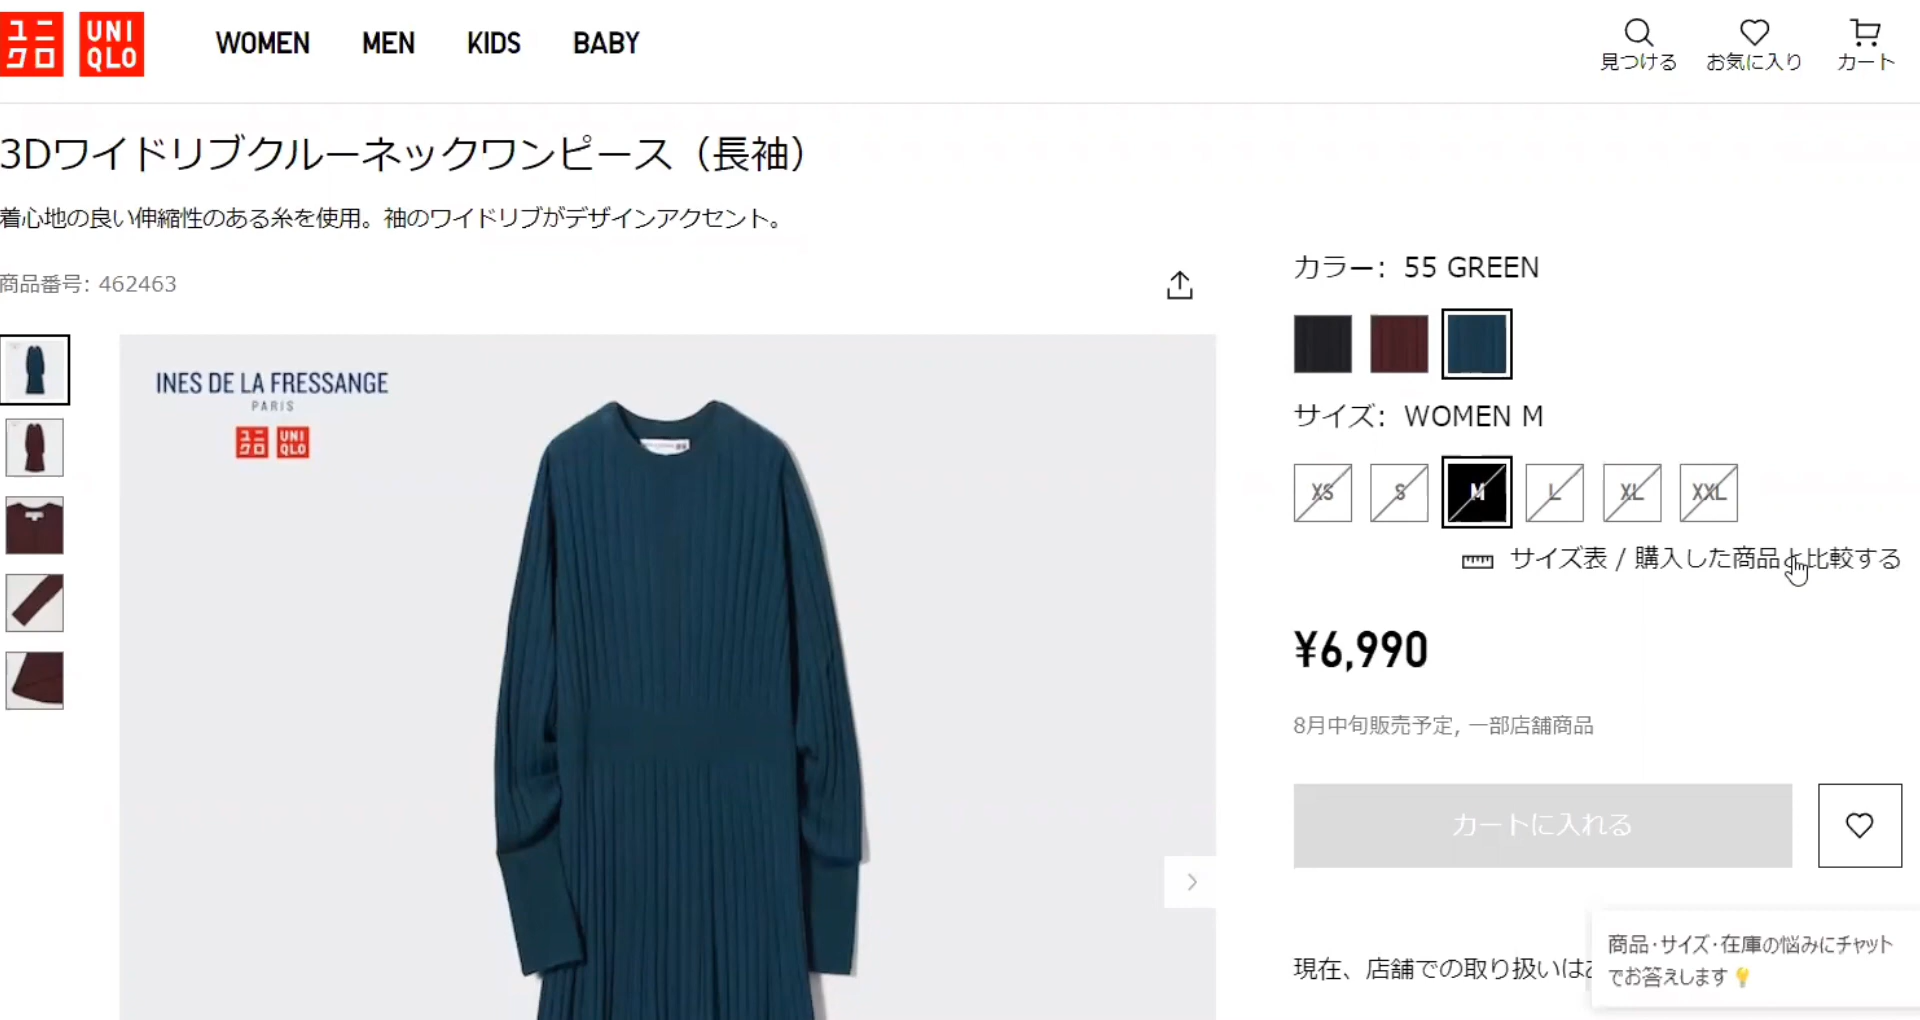 ユニクロ
UNIQLO
WOMEN MEN KIDS BABY
見つける お気に入り カート
3Dワイドリブクルーネックワンピース（長袖）
着心地の良い伸縮性のある糸を使用。袖のワイドリブがデザインアクセント。
商品番号: 462463
INES DE LA FRESSANGE
PARIS
ユニクロ
UNIQLO
カラー: 55 GREEN
サイズ: WOMEN M
XS S M L XL XXL
サイズ表 / 購入した商品と比較する
¥6,990
8月中旬販売予定, 一部店舗商品
カートに入れる
現在、店舗での取り扱いは
商品・サイズ・在庫の悩みにチャット
でお答えします